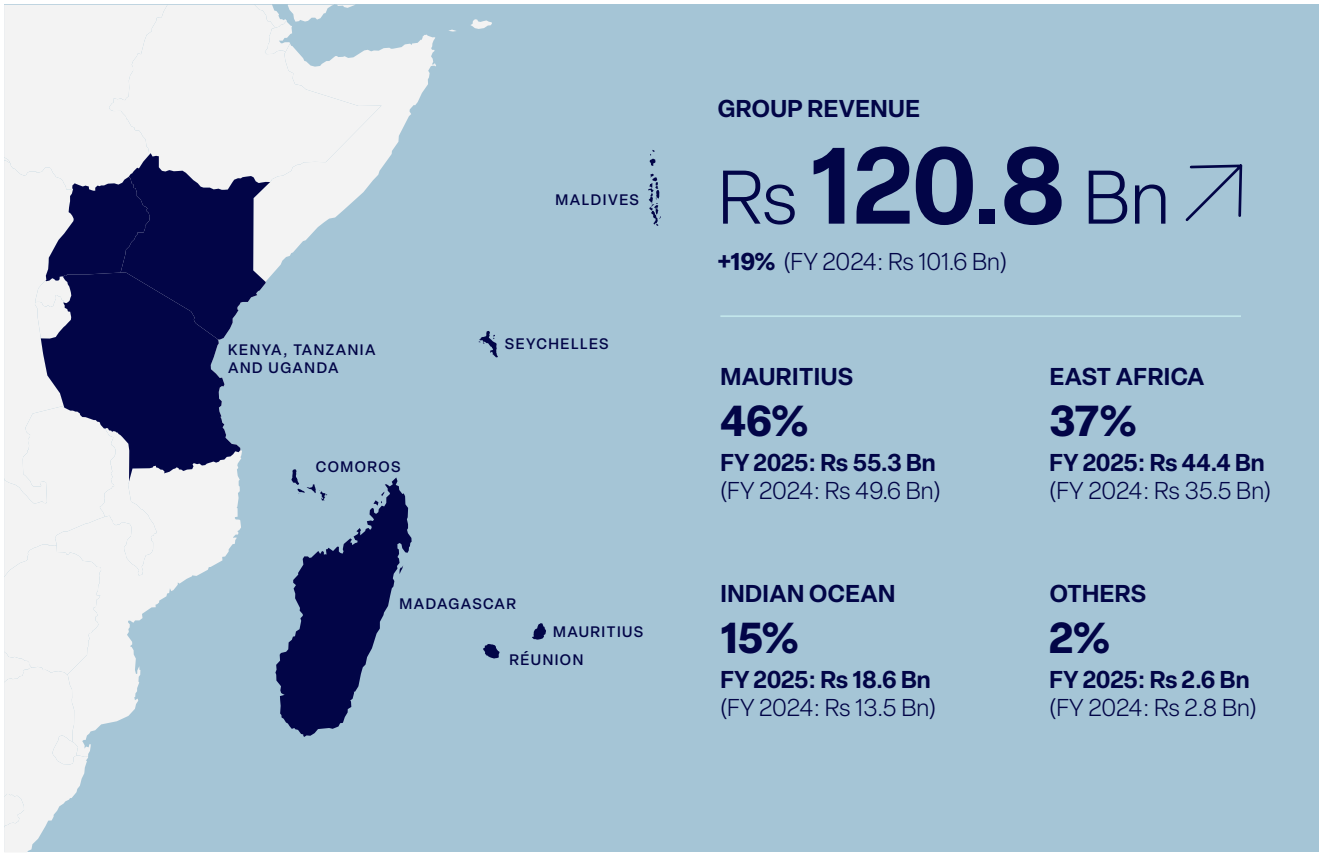 GROUP REVENUE
Rs 120.8 Bn
+19% (FY 2024: Rs 101.6 Bn)
MALDIVES
SEYCHELLES
KENYA, TANZANIA
AND UGANDA
COMOROS
MADAGASCAR
MAURITIUS
RÉUNION
MAURITIUS
46%
FY 2025: Rs 55.3 Bn
(FY 2024: Rs 49.6 Bn)
EAST AFRICA
37%
FY 2025: Rs 44.4 Bn
(FY 2024: Rs 35.5 Bn)
INDIAN OCEAN
15%
FY 2025: Rs 18.6 Bn
(FY 2024: Rs 13.5 Bn)
OTHERS
2%
FY 2025: Rs 2.6 Bn
(FY 2024: Rs 2.8 Bn)